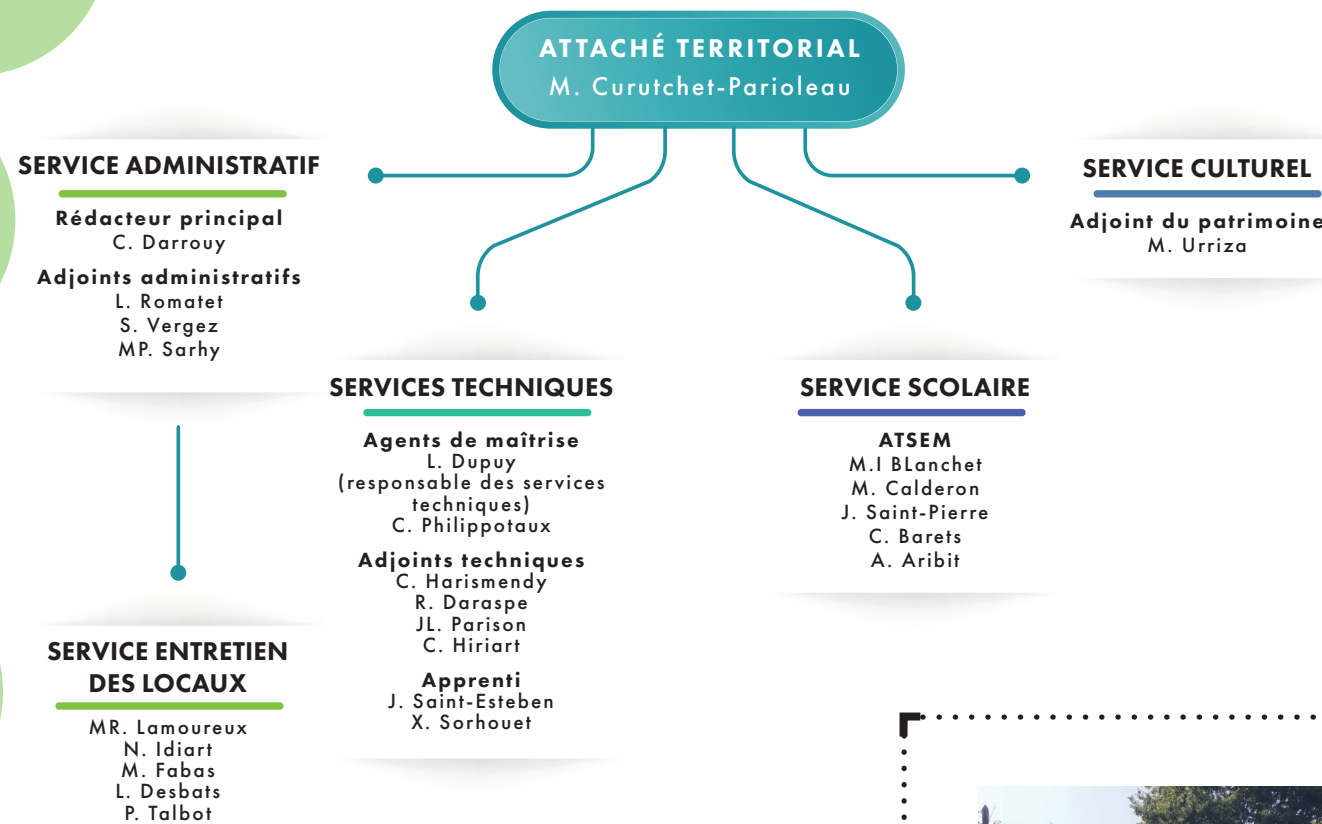 ATTACHÉ TERRITORIAL
M. Curutchet-Parioleau
SERVICE ADMINISTRATIF
Rédacteur principal
C. Darrouy
Adjoints administratifs
L. Romatet
S. Vergez
MP. Sarhy
SERVICE ENTRETIEN
DES LOCAUX
MR. Lamoureux
N. Idiart
M. Fabas
L. Desbats
P. Talbot
SERVICES TECHNIQUES
Agents de maîtrise
L. Dupuy
(responsable des services
techniques)
C. Philippotaux
Adjoints techniques
C. Harismendy
R. Daraspe
JL. Parison
C. Hiriart
Apprenti
J. Saint-Esteben
X. Sorhouet
SERVICE SCOLAIRE
ATSEM
M.I BLanchet
M. Calderon
J. Saint-Pierre
C. Barets
A. Aribit
SERVICE CULTUREL
Adjoint du patrimoine
M. Urriza